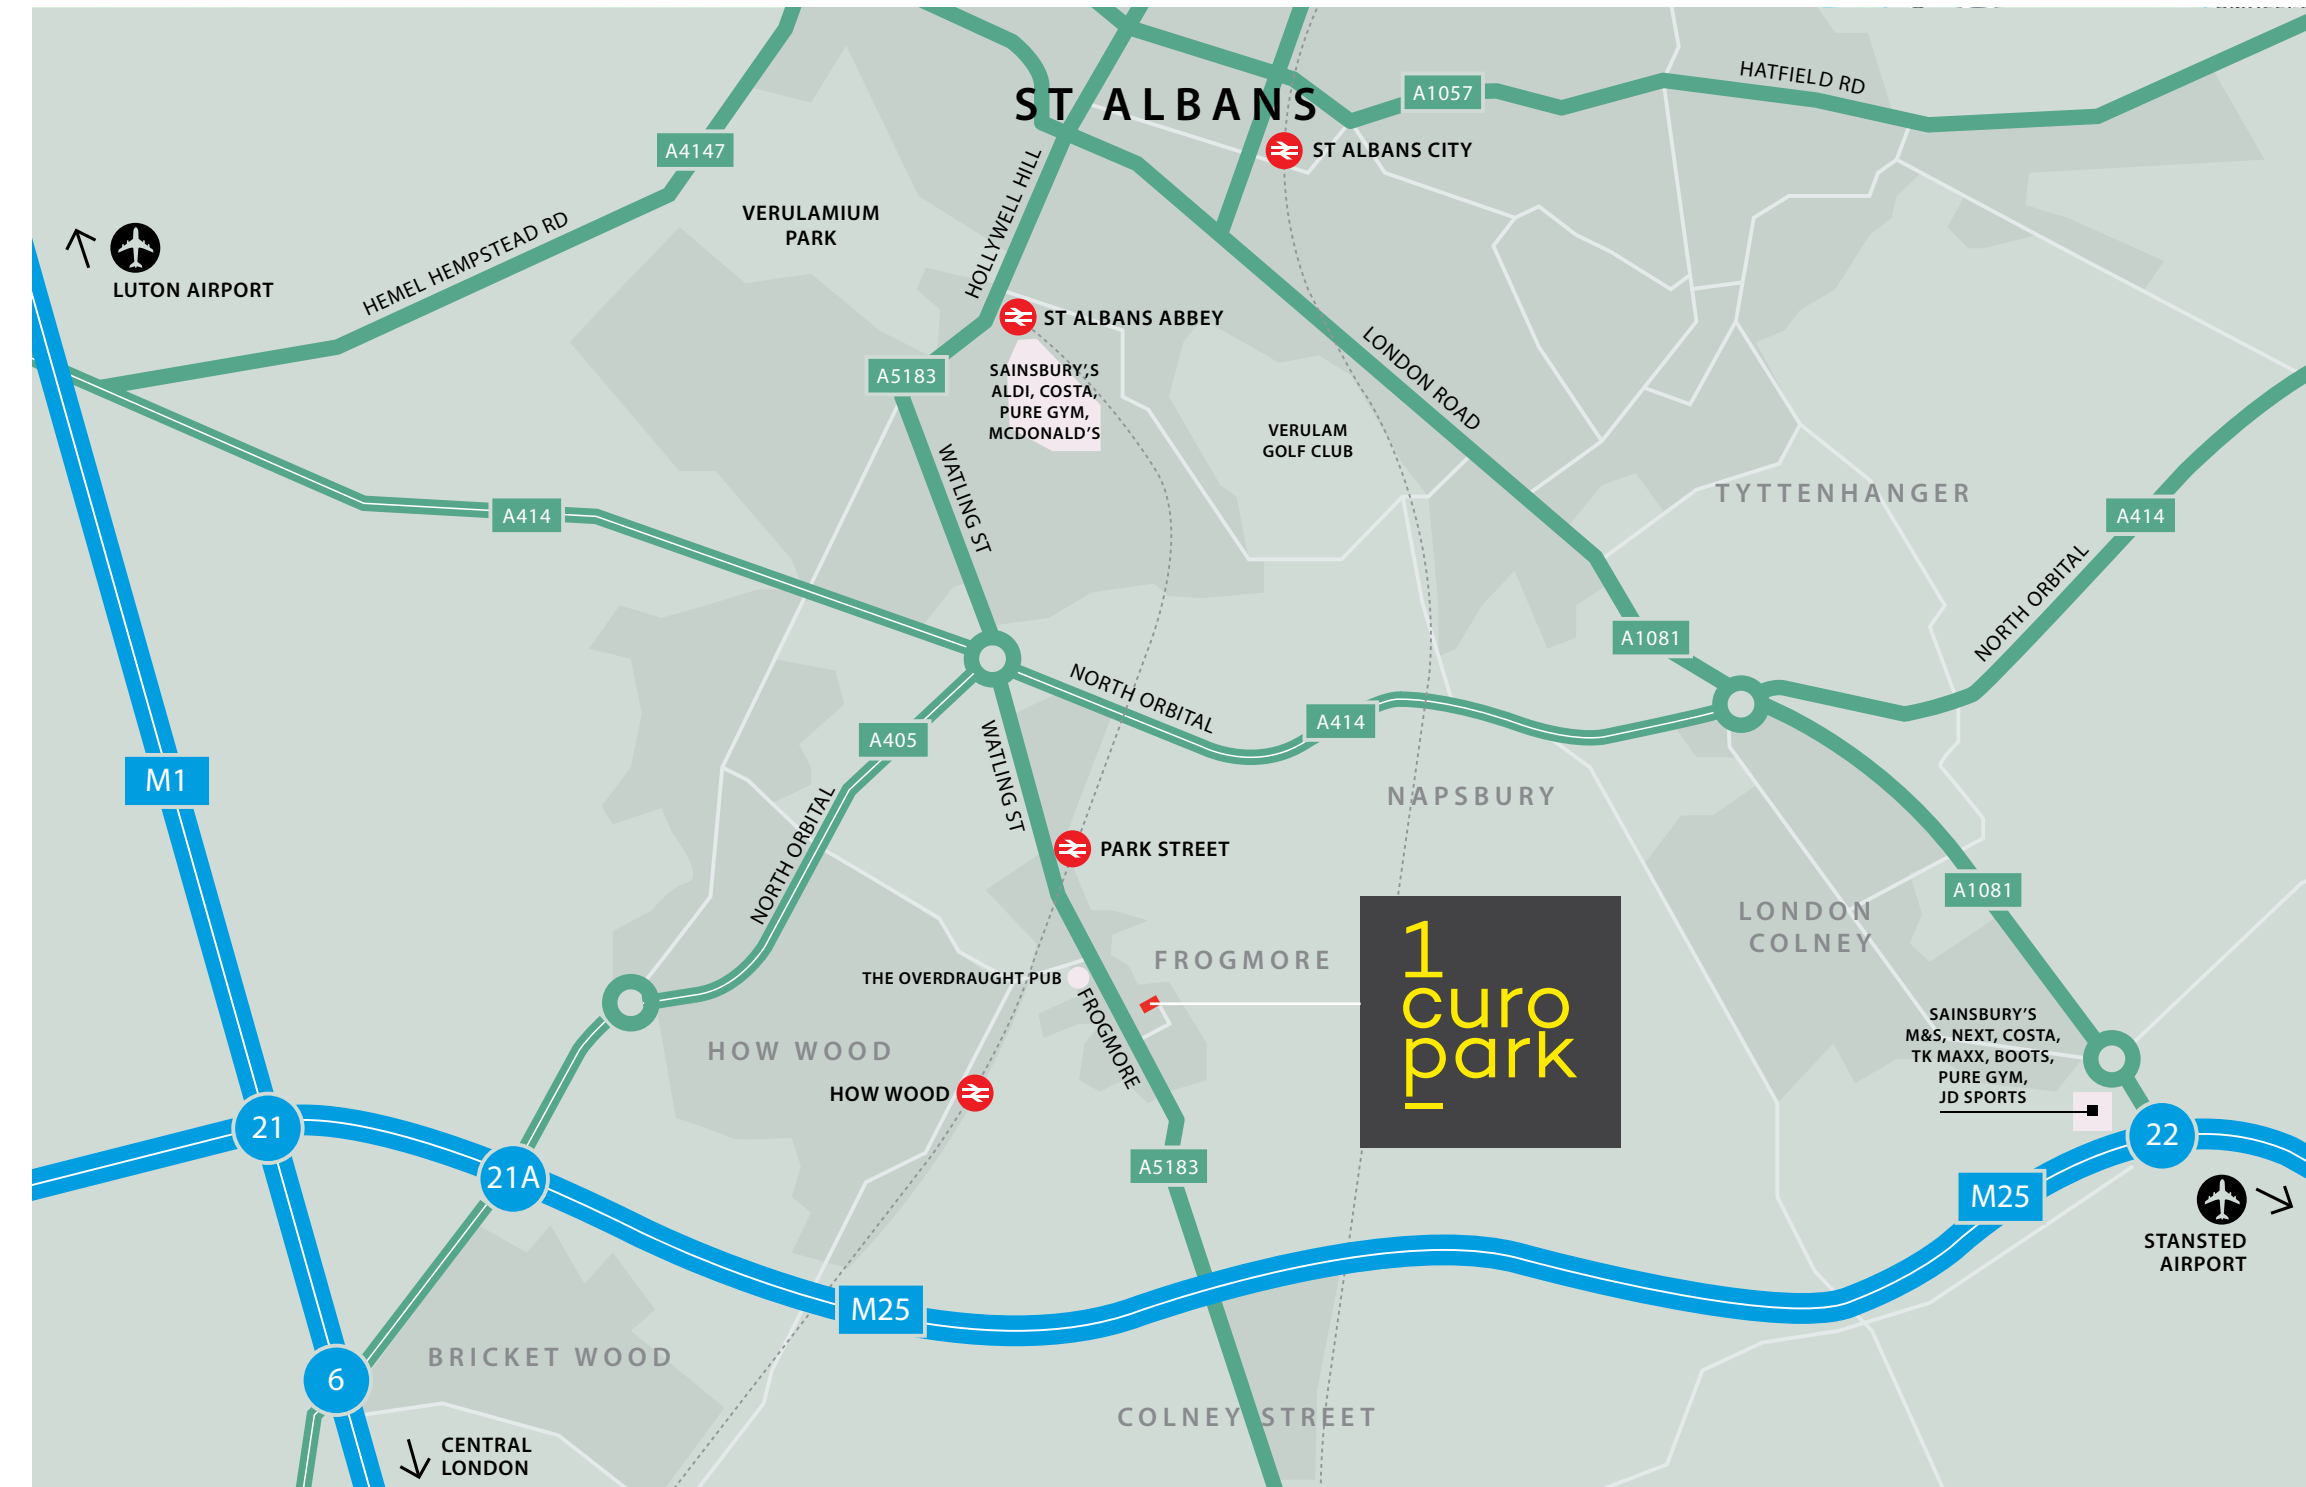 ST ALBANS
HATFIELD RD
A1057
A4147
ST ALBANS CITY
VERULAMIUM
PARK
HOLLYWELL HILL
HEMEL HEMPSTEAD RD
LUTON AIRPORT
ST ALBANS ABBEY
A5183
SAINSBURY'S
ALDI, COSTA,
PURE GYM,
MCDONALD'S
LONDON ROAD
VERULAM
GOLF CLUB
WATLING ST
TYTTENHANGER
A414
A414
NORTH ORBITAL
A1081
NORTH ORBITAL
A414
A405
WATLING ST
M1
NORTH ORBITAL
NAPSBURY
PARK STREET
A1081
LONDON
COLNEY
FROGMORE
THE OVERDRAUGHT PUB
FROGMORE
1
curo
park
HOW WOOD
HOW WOOD
SAINSBURY'S
M&S, NEXT, COSTA,
TK MAXX, BOOTS,
PURE GYM,
JD SPORTS
21
22
A5183
21A
M25
STANSTED
AIRPORT
M25
BRICKET WOOD
6
COLNEY STREET
CENTRAL
LONDON